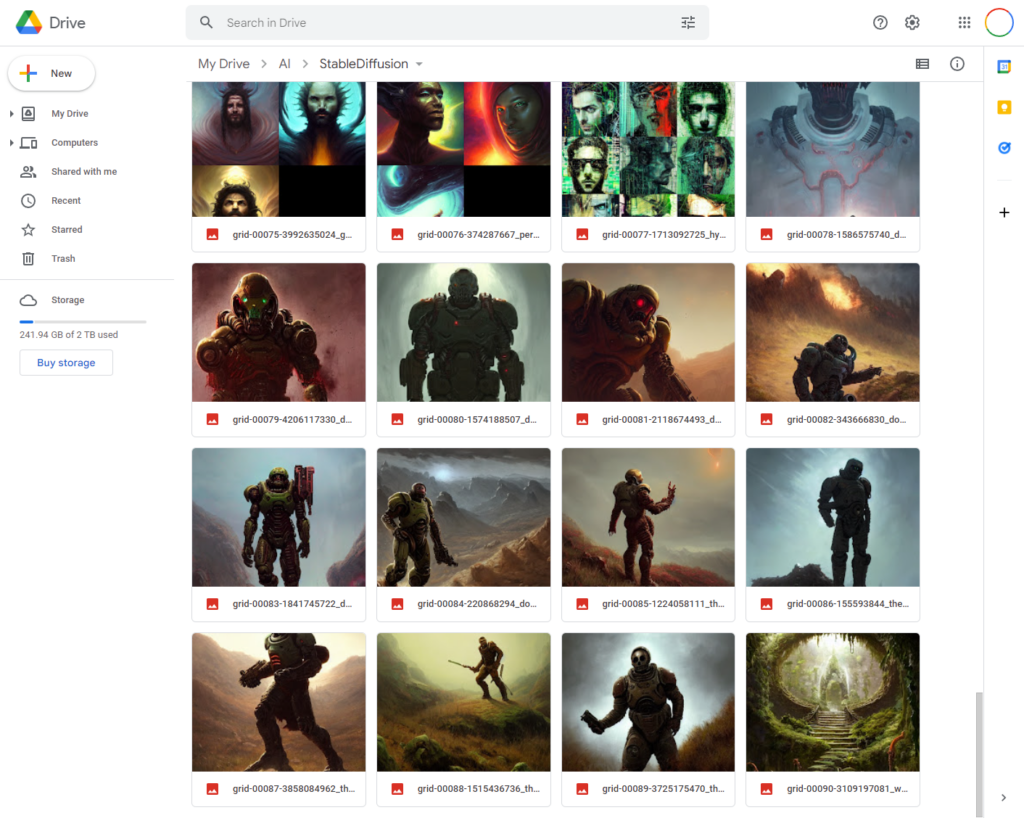 Drive
Search in Drive
New
My Drive
Computers
Shared with me
Recent
Starred
Trash
Storage
241.94 GB of 2 TB used
Buy storage
My Drive > AI > StableDiffusion
grid-00075-3992635024_g...
grid-00076-374287667_per...
grid-00077-1713092725_hy...
grid-00078-1586575740_d...
grid-00079-4206117330_d...
grid-00080-1574188507_d...
grid-00081-2118674493_d...
grid-00082-343666830_do...
grid-00083-1841745722_d...
grid-00084-220868294_do...
grid-00085-1224058111_th...
grid-00086-155593844_the...
grid-00087-3858084962_th...
grid-00088-1515436736_th...
grid-00089-3725175470_th...
grid-00090-3109197081_w...
31